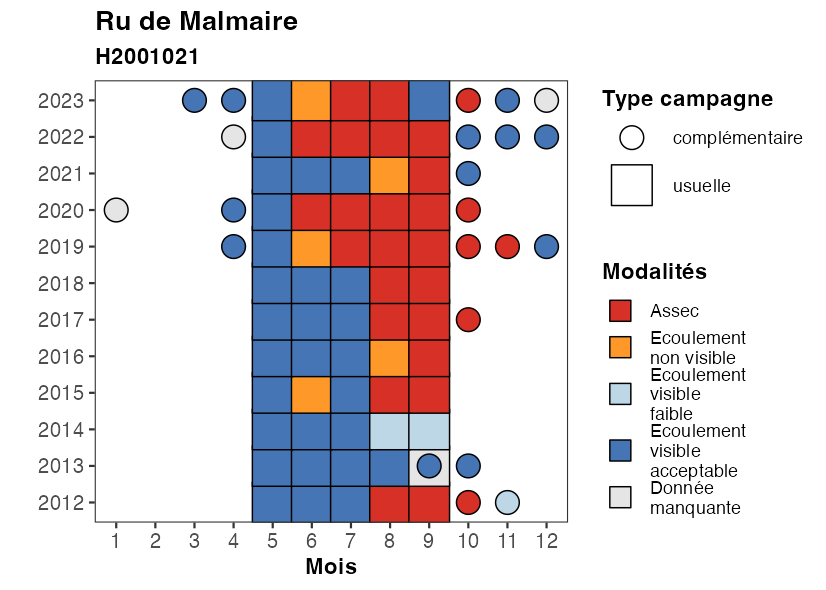 Ru de Malmaire
H2001021
2023
2022
2021
2020
2019
2018
2017
2016
2015
2014
2013
2012
1 2 3 4 5 6 7 8 9 10 11 12
Mois
Type campagne
complémentaire
usuelle
Modalités
Assec
Ecoulement
non visible
Ecoulement
visible
faible
Ecoulement
visible
acceptable
Donnée
manquante